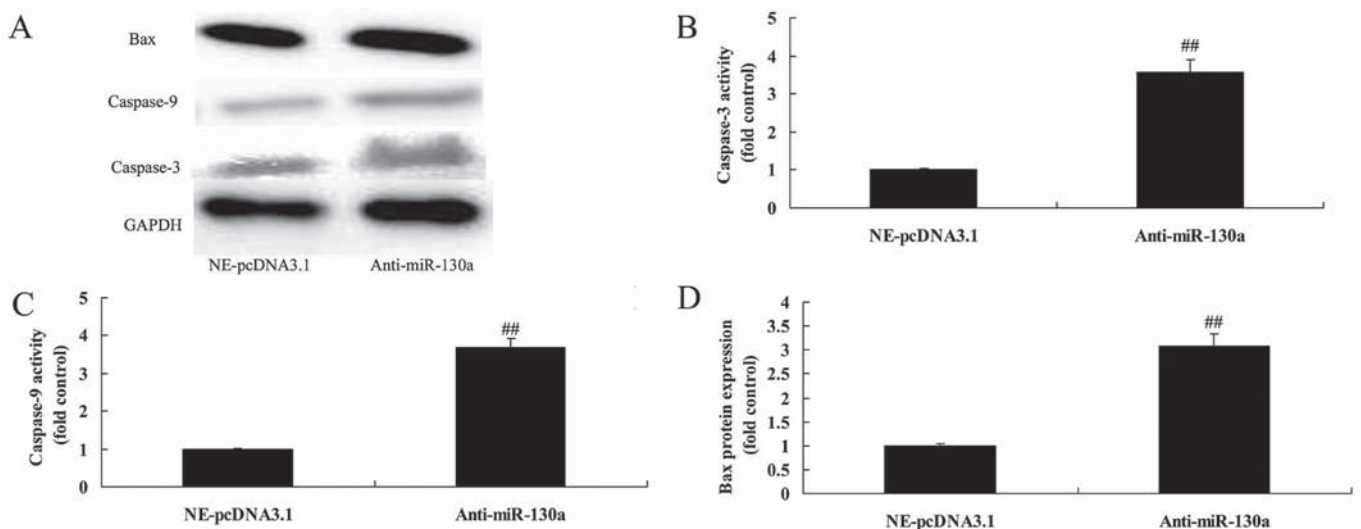 A
Bax
Caspase-9
Caspase-3
GAPDH
NE-pcDNA3.1 Anti-miR-130a
B
Caspase-3 activity
(fold control)
5
4
3
2
1
0
##
NE-pcDNA3.1 Anti-miR-130a
C
Caspase-9 activity
(fold control)
5
4
3
2
1
0
##
NE-pcDNA3.1 Anti-miR-130a
D
Bax protein expression
(fold control)
4
3.5
3
2.5
2
1.5
1
0.5
0
##
NE-pcDNA3.1 Anti-miR-130a